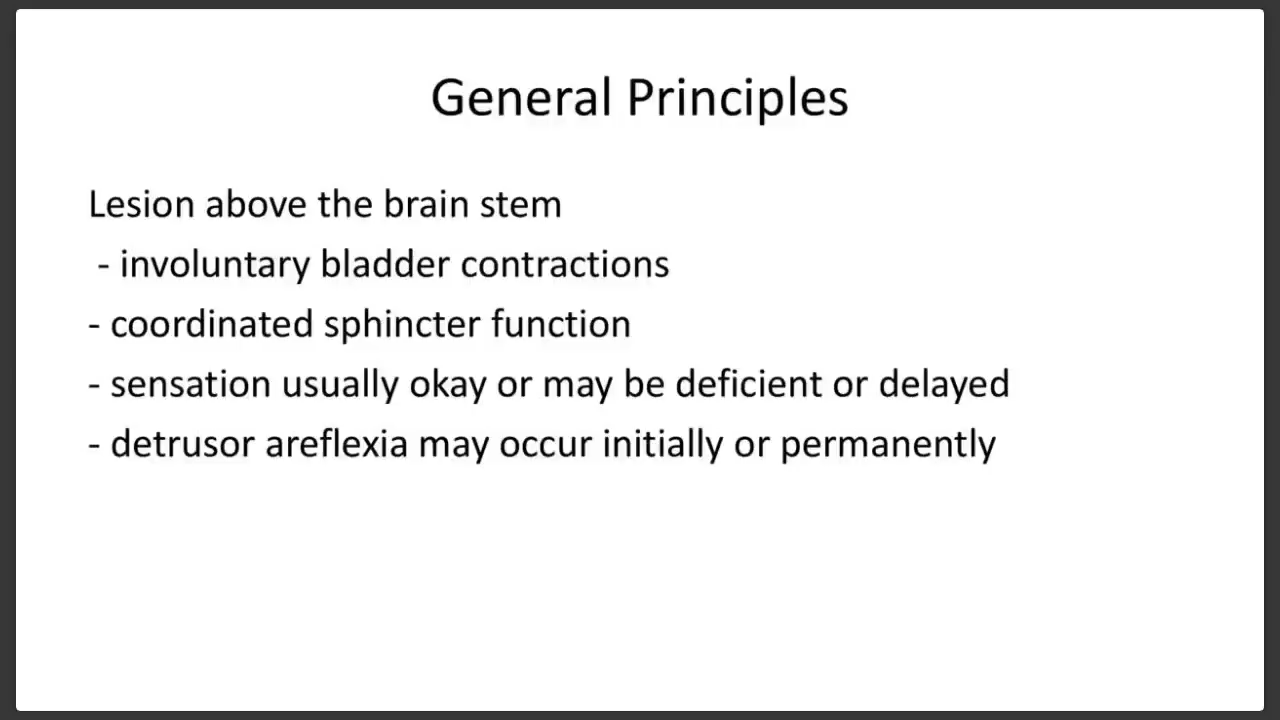 General Principles
Lesion above the brain stem
- involuntary bladder contractions
- coordinated sphincter function
- sensation usually okay or may be deficient or delayed
- detrusor areflexia may occur initially or permanently